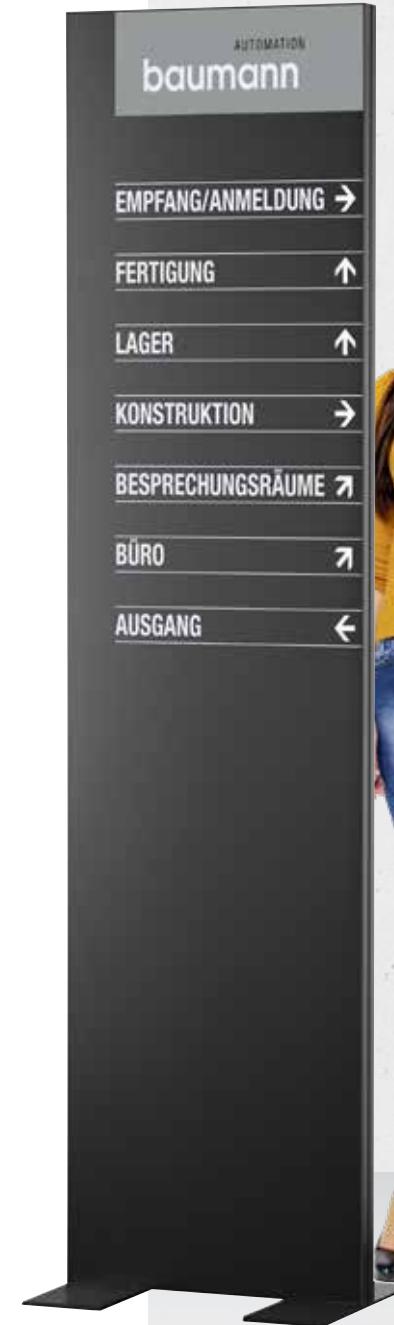 AUTOMATION
baumann
EMPFANG/ANMELDUNG →
FERTIGUNG ↑
LAGER ↑
KONSTRUKTION →
BESPRECHUNGSRÄUME ↗
BÜRO ↗
AUSGANG ←